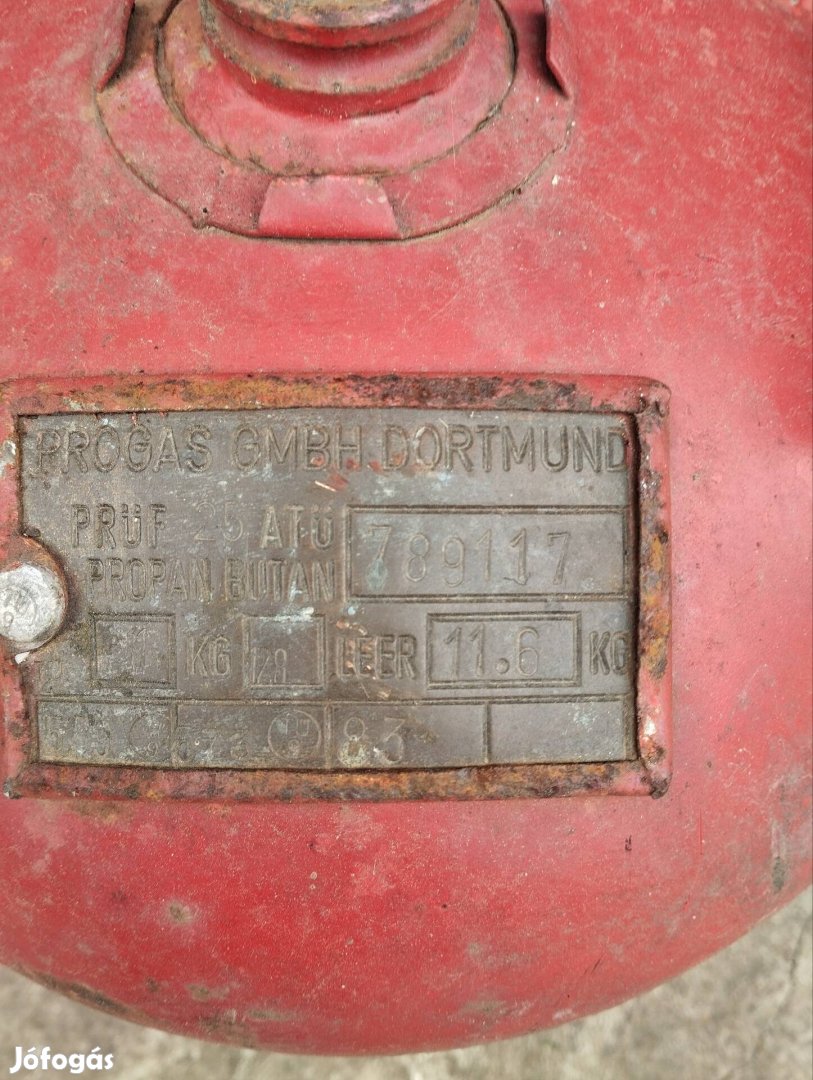 PROGAS GMBH DORTMUND
PRÜF 25 ATÜ 789117
PROPAN BUTAN
KG LEER 11.6 KG
83
Jófogás